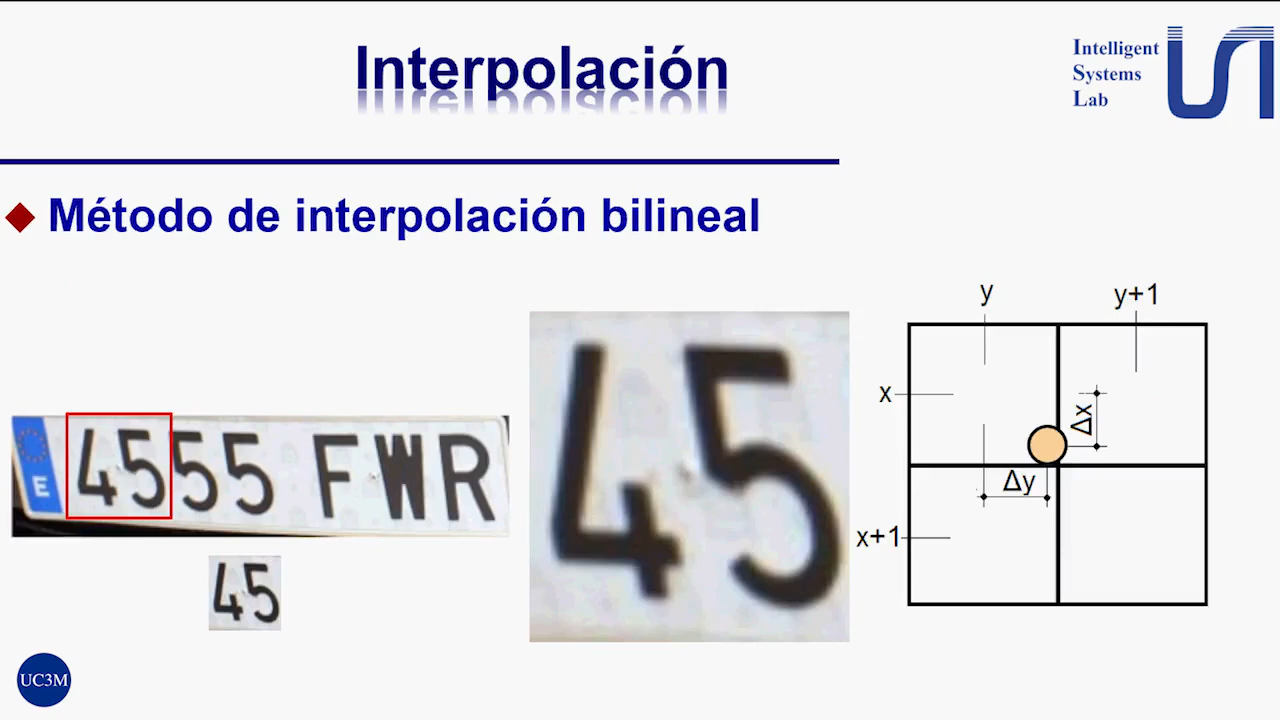 Interpolación
Intelligent
Systems
Lab
Método de interpolación bilineal
E 4555 FWR
45
45
y y+1
x
Δx
Δy
x+1
UC3M